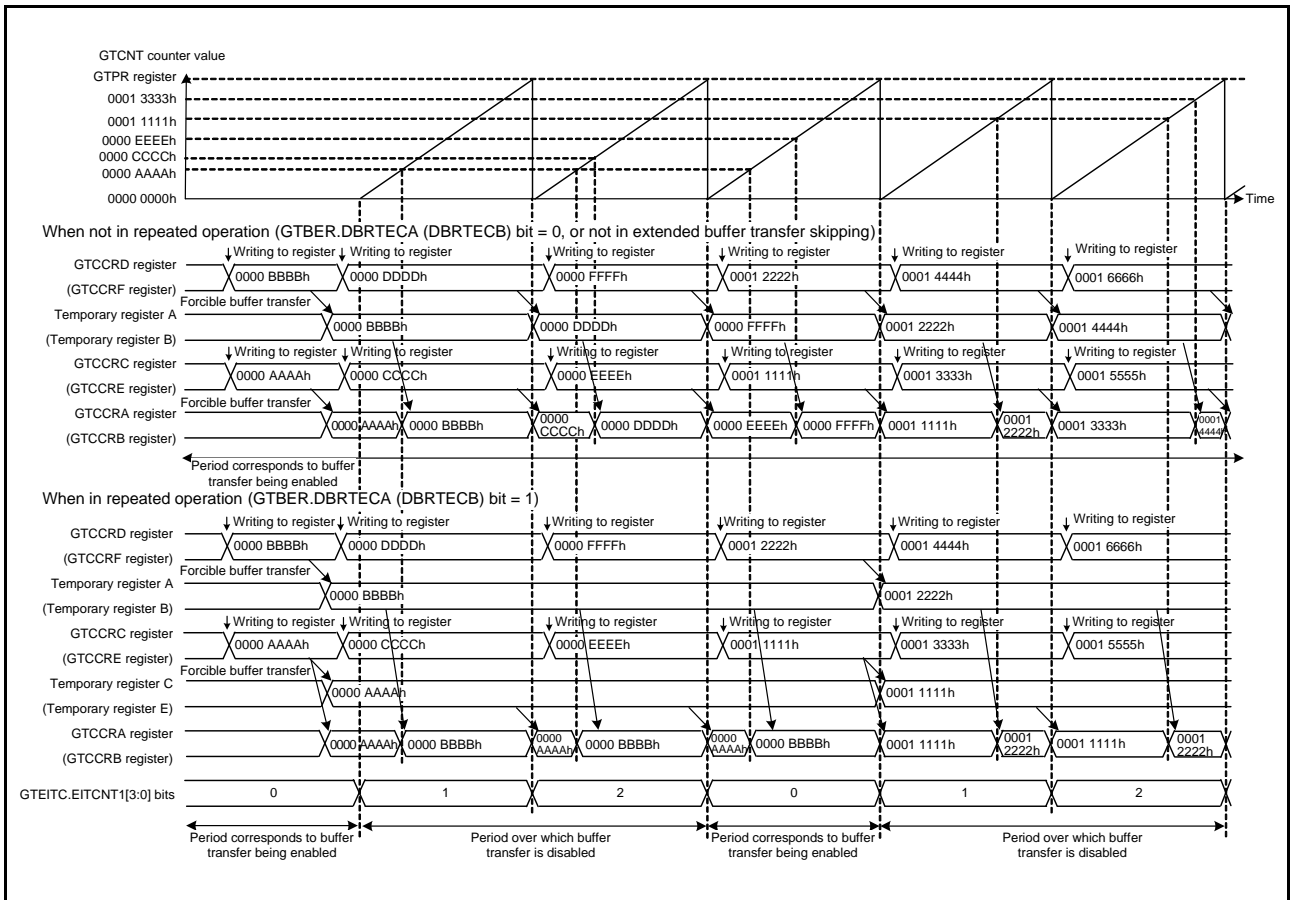 GTCNT counter value
GTPR register
0001 3333h
0001 1111h
0000 EEEEh
0000 CCCCh
0000 AAAAh
0000 0000h
Time
When not in repeated operation (GTBER.DBRTECA (DBRTECB) bit = 0, or not in extended buffer transfer skipping)
Writing to register Writing to register Writing to register Writing to register Writing to register Writing to register
GTCCRD register
(GTCCRF register)
0000 BBBBh 0000 DDDDh 0000 FFFFh 0001 2222h 0001 4444h 0001 6666h
Forcible buffer transfer
Temporary register A
(Temporary register B)
0000 BBBBh 0000 DDDDh 0000 FFFFh 0001 2222h 0001 4444h
Writing to register Writing to register Writing to register Writing to register Writing to register Writing to register
GTCCRC register
(GTCCRE register)
0000 AAAAh 0000 CCCCh 0000 EEEEh 0001 1111h 0001 3333h 0001 5555h
Forcible buffer transfer
GTCCRA register
(GTCCRB register)
0000 AAAAh 0000 BBBBh 0000 CCCCh 0000 DDDDh 0000 EEEEh 0000 FFFFh 0001 1111h 0001 2222h 0001 3333h 0001 4444h
Period corresponds to buffer
transfer being enabled
When in repeated operation (GTBER.DBRTECA (DBRTECB) bit = 1)
Writing to register Writing to register Writing to register Writing to register Writing to register Writing to register
GTCCRD register
(GTCCRF register)
0000 BBBBh 0000 DDDDh 0000 FFFFh 0001 2222h 0001 4444h 0001 6666h
Forcible buffer transfer
Temporary register A
(Temporary register B)
0000 BBBBh 0001 2222h
Writing to register Writing to register Writing to register Writing to register Writing to register Writing to register
GTCCRC register
(GTCCRE register)
0000 AAAAh 0000 CCCCh 0000 EEEEh 0001 1111h 0001 3333h 0001 5555h
Forcible buffer transfer
Temporary register C
(Temporary register E)
0000 AAAAh 0001 1111h
GTCCRA register
(GTCCRB register)
0000 AAAAh 0000 BBBBh 0000 AAAAh 0000 BBBBh 0000 AAAAh 0000 BBBBh 0001 1111h 0001 2222h 0001 1111h 0001 2222h
GTEITC.EITCNT1[3:0] bits 0 1 2 0 1 2
Period corresponds to buffer
transfer being enabled
Period over which buffer
transfer is disabled
Period corresponds to buffer
transfer being enabled
Period over which buffer
transfer is disabled